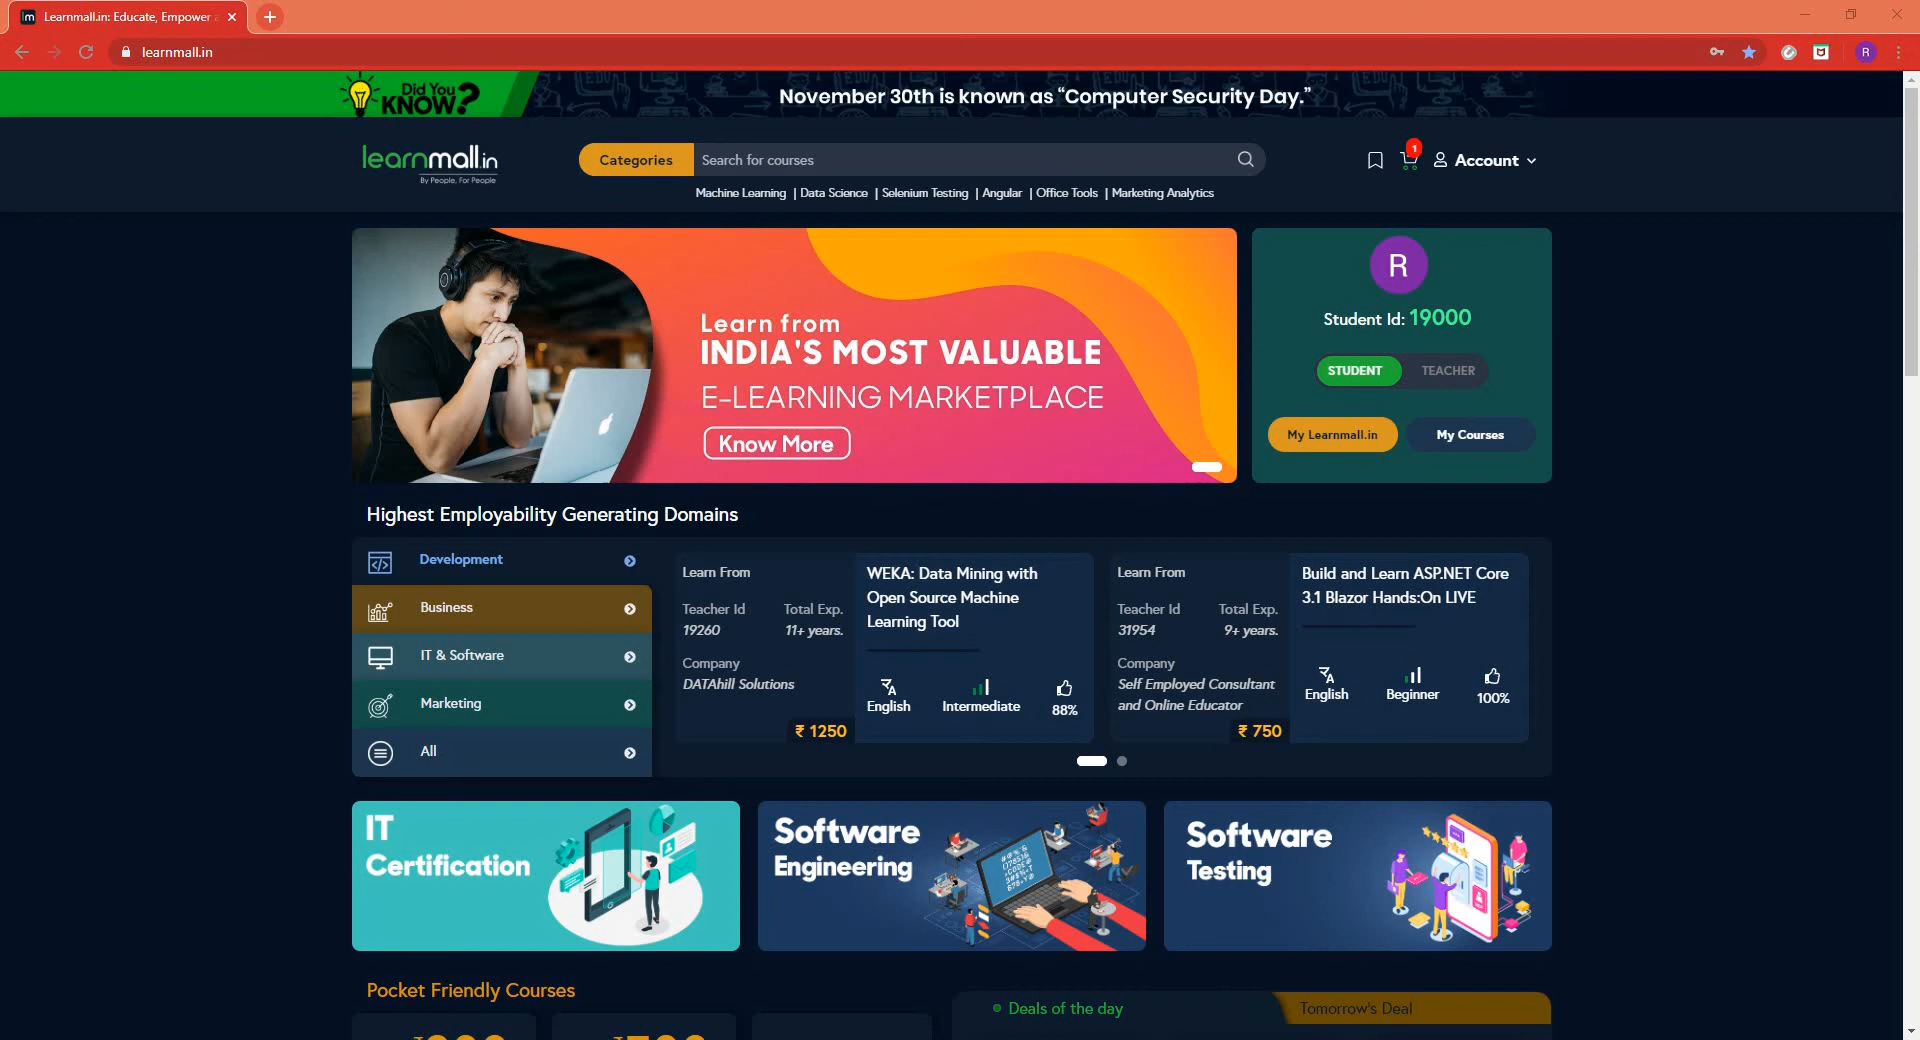 Learnmall.in: Educate, Empower a
learnmall.in
R
Did You
KNOW?
November 30th is known as “Computer Security Day.”
learnmall.in
By People, For People
Categories
Search for courses
1
Account
Machine Learning | Data Science | Selenium Testing | Angular | Office Tools | Marketing Analytics
Learn from
INDIA'S MOST VALUABLE
E-LEARNING MARKETPLACE
Know More
R
Student Id: 19000
STUDENT TEACHER
My Learnmall.in My Courses
Highest Employability Generating Domains
Development
Business
IT & Software
Marketing
All
Learn From
Teacher Id Total Exp.
19260 11+ years.
Company
DATAhill Solutions
₹ 1250
WEKA: Data Mining with
Open Source Machine
Learning Tool
English Intermediate 88%
Learn From
Teacher Id Total Exp.
31954 9+ years.
Company
Self Employed Consultant
and Online Educator
₹ 750
Build and Learn ASP.NET Core
3.1 Blazor Hands:On LIVE
English Beginner 100%
IT
Certification
Software
Engineering
Software
Testing
Pocket Friendly Courses
Deals of the day
Tomorrow's Deal